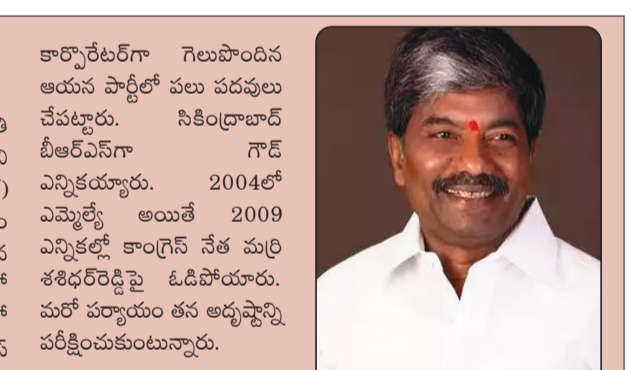 కార్పొరేటర్‌గా గెలుపొందిన
ఆయన పార్టీలో పలు పదవులు
చేపట్టారు. సికింద్రాబాద్
బీఆర్ఎస్‌గా గౌడ్
ఎన్నికయ్యారు. 2004లో
ఎమ్మెల్యే అయితే 2009
ఎన్నికల్లో కాంగ్రెస్ నేత మర్రి
శశిధర్‌రెడ్డిపై ఓడిపోయారు.
మరో పర్యాయం తన అదృష్టాన్ని
పరీక్షించుకుంటున్నారు.